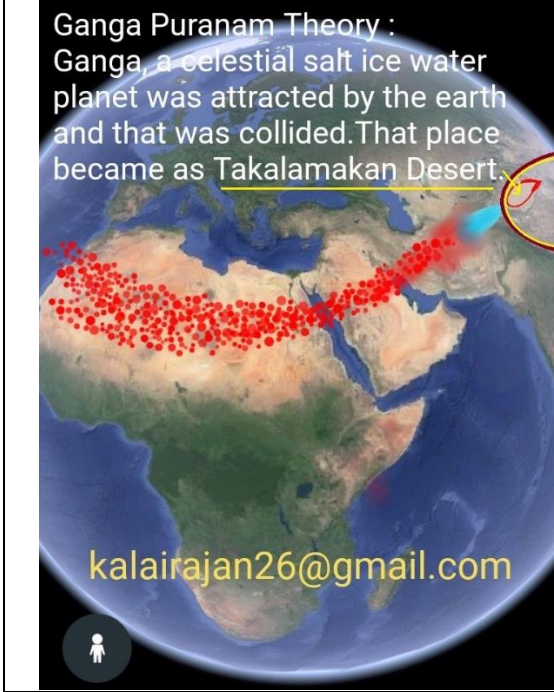 Ganga Puranam Theory :
Ganga, a celestial salt ice water
planet was attracted by the earth
and that was collided.That place
became as Takalamakan Desert.
kalairajan26@gmail.com